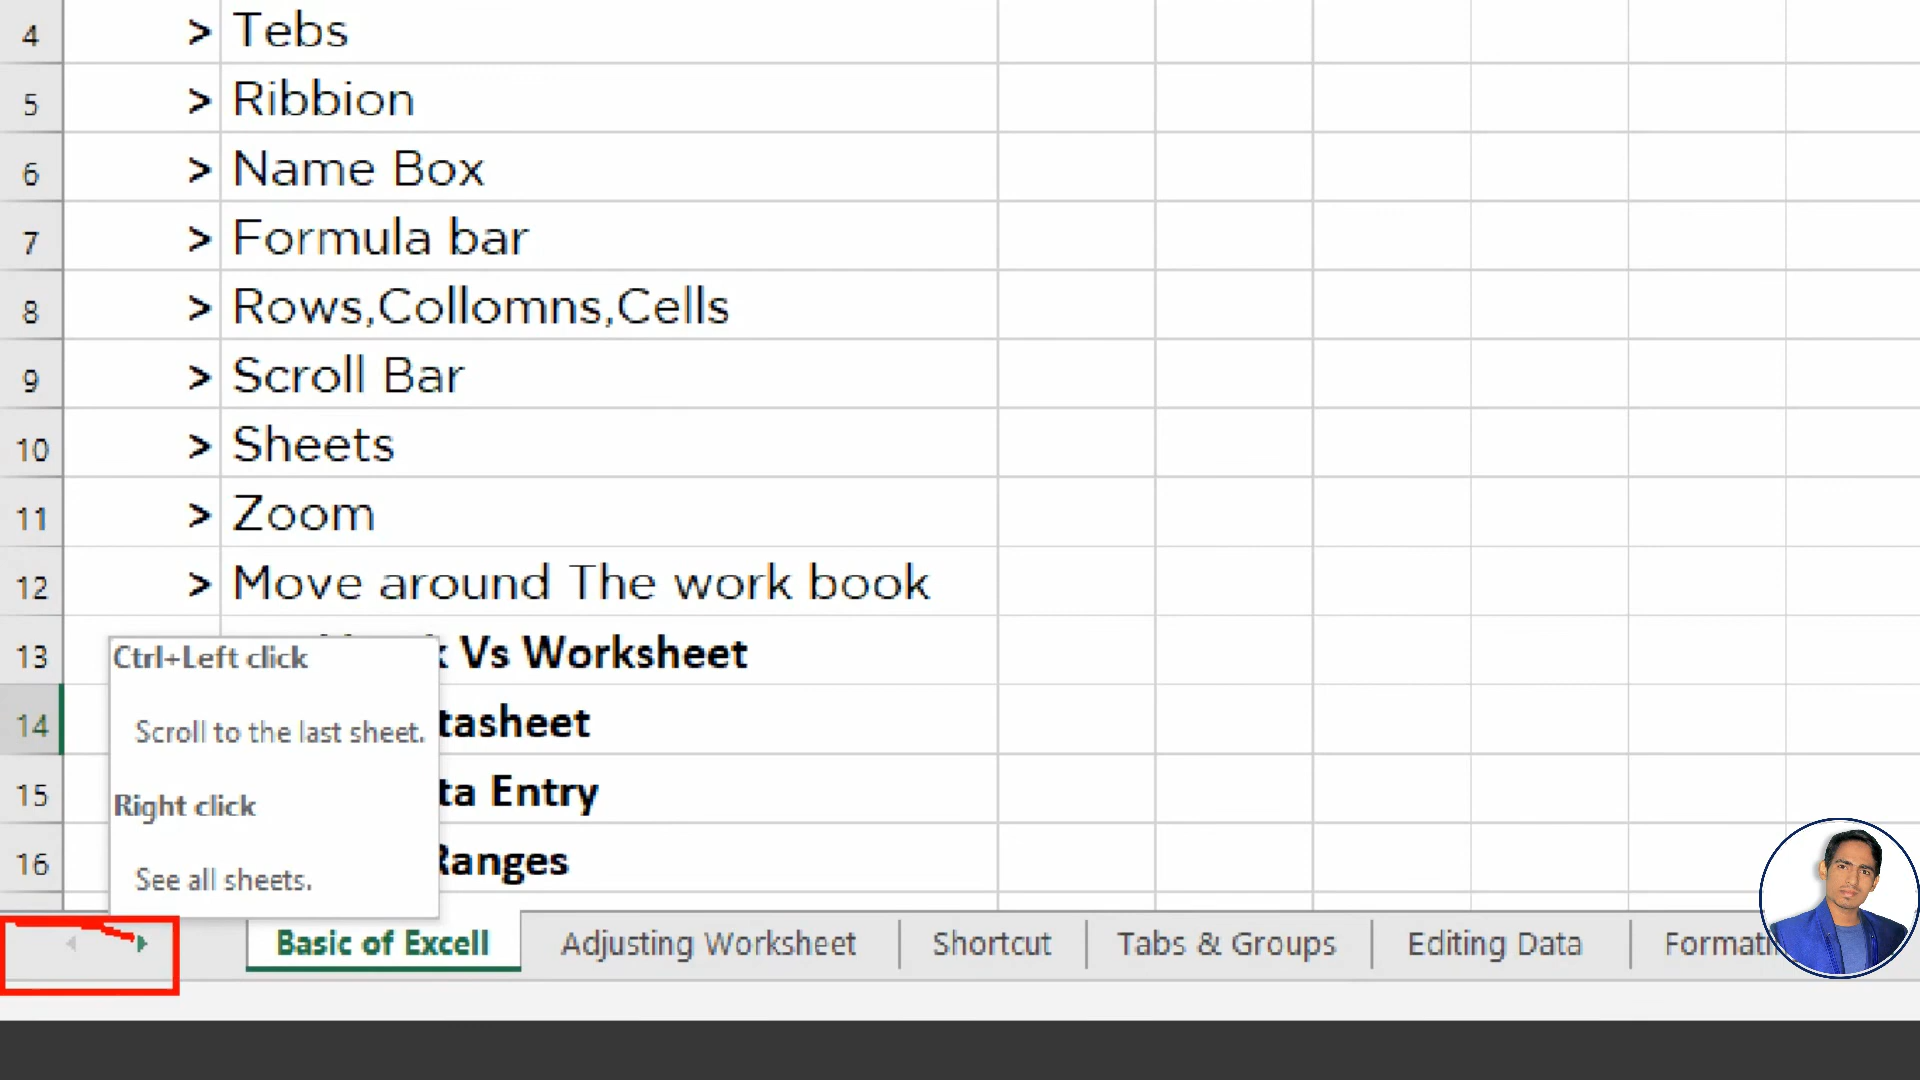 4 > Tebs
5 > Ribbion
6 > Name Box
7 > Formula bar
8 > Rows,Collomns,Cells
9 > Scroll Bar
10 > Sheets
11 > Zoom
12 > Move around The work book
13 Vs Worksheet
Ctrl+Left click
14 tasheet
Scroll to the last sheet.
15 ta Entry
Right click
16 Ranges
See all sheets.
Basic of Excell Adjusting Worksheet Shortcut Tabs & Groups Editing Data Formati